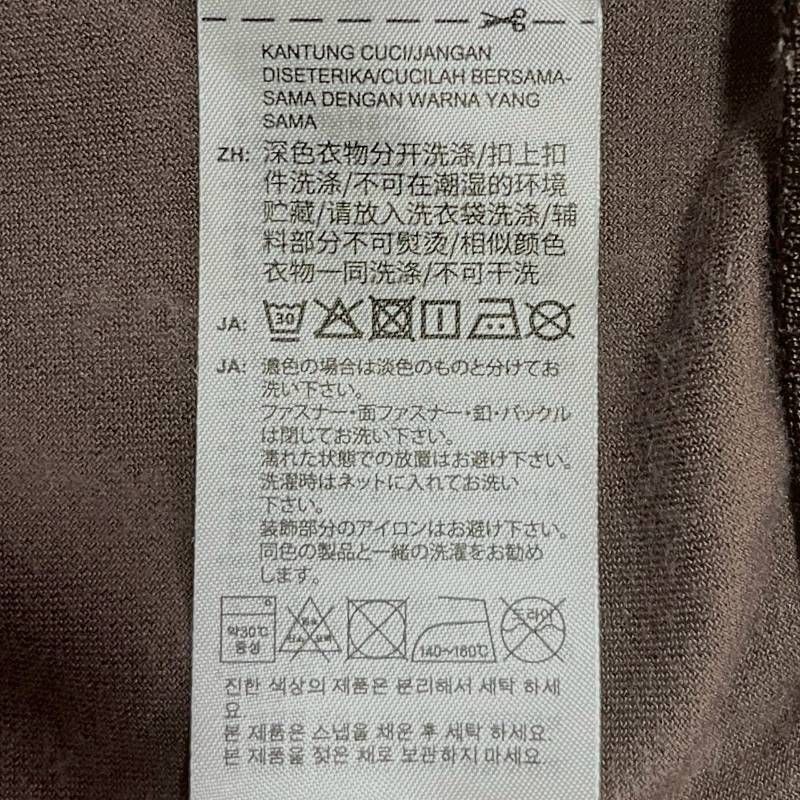 KANTUNG CUCI/JANGAN
DISETERIKA/CUCILAH BERSAMA-
SAMA DENGAN WARNA YANG
SAMA
ZH: 深色衣物分开洗涤/扣上扣
件洗涤/不可在潮湿的环境
贮藏/请放入洗衣袋洗涤/辅
料部分不可熨烫/相似颜色
衣物一同洗涤/不可干洗
JA: 30
JA: 濃色の場合は淡色のものと分けてお
洗い下さい。
ファスナー・面ファスナー・釦・バックル
は閉じてお洗い下さい。
濡れた状態での放置はお避け下さい。
洗濯時はネットに入れてお洗い
下さい。
装飾部分のアイロンはお避け下さい。
同色の製品と一緒の洗濯をお勧め
します。
약30℃
중성
140~160℃
드라이
진한 색상의 제품은 분리해서 세탁 하세
요
본 제품은 스냅을 채운 후 세탁 하세요.
본 제품을 젖은 채로 보관하지 마세요.